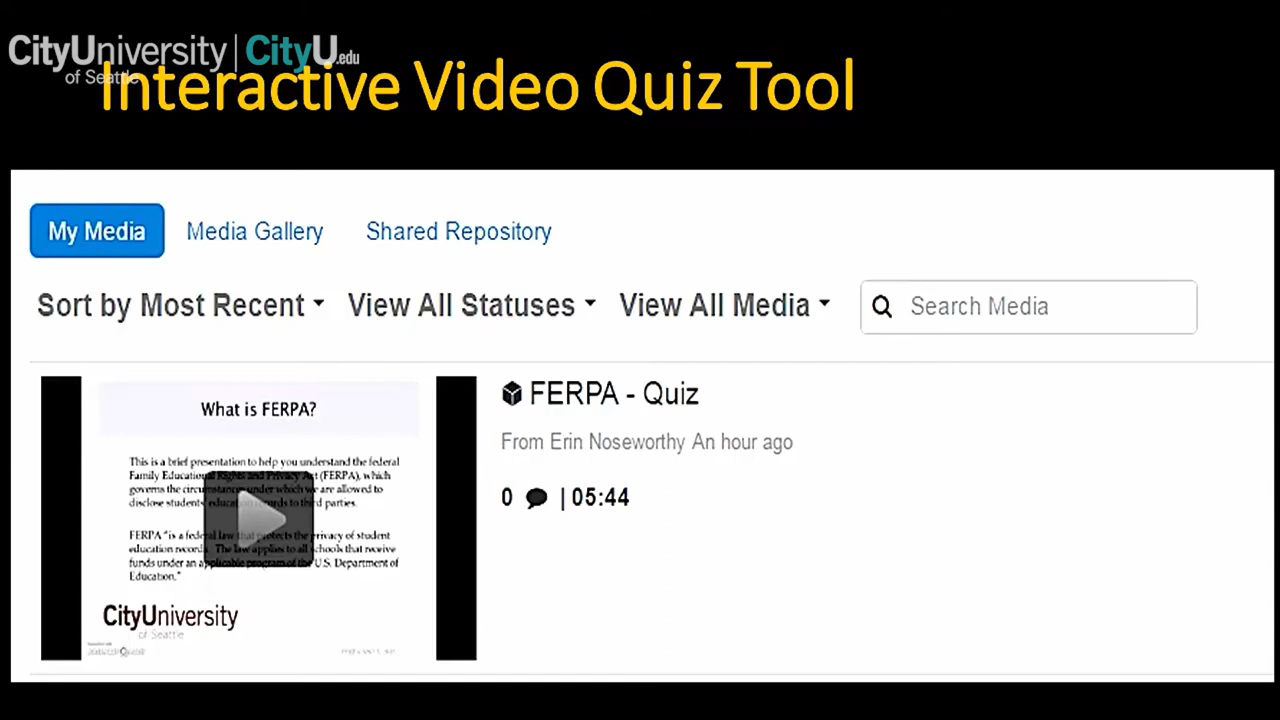 CityUniversity | CityU.edu
of Seattle
Interactive Video Quiz Tool
My Media Media Gallery Shared Repository
Sort by Most Recent View All Statuses View All Media Search Media
What is FERPA?
This is a brief presentation to help you understand the federal
Family Educational Rights and Privacy Act (FERPA), which
governs the circumstances under which we are allowed to
disclose students' education records to third parties.
FERPA "is a federal law that protects the privacy of student
education records. The law applies to all schools that receive
funds under an applicable program of the U.S. Department of
Education."
CityUniversity
of Seattle
FERPA - Quiz
From Erin Noseworthy An hour ago
0 | 05:44